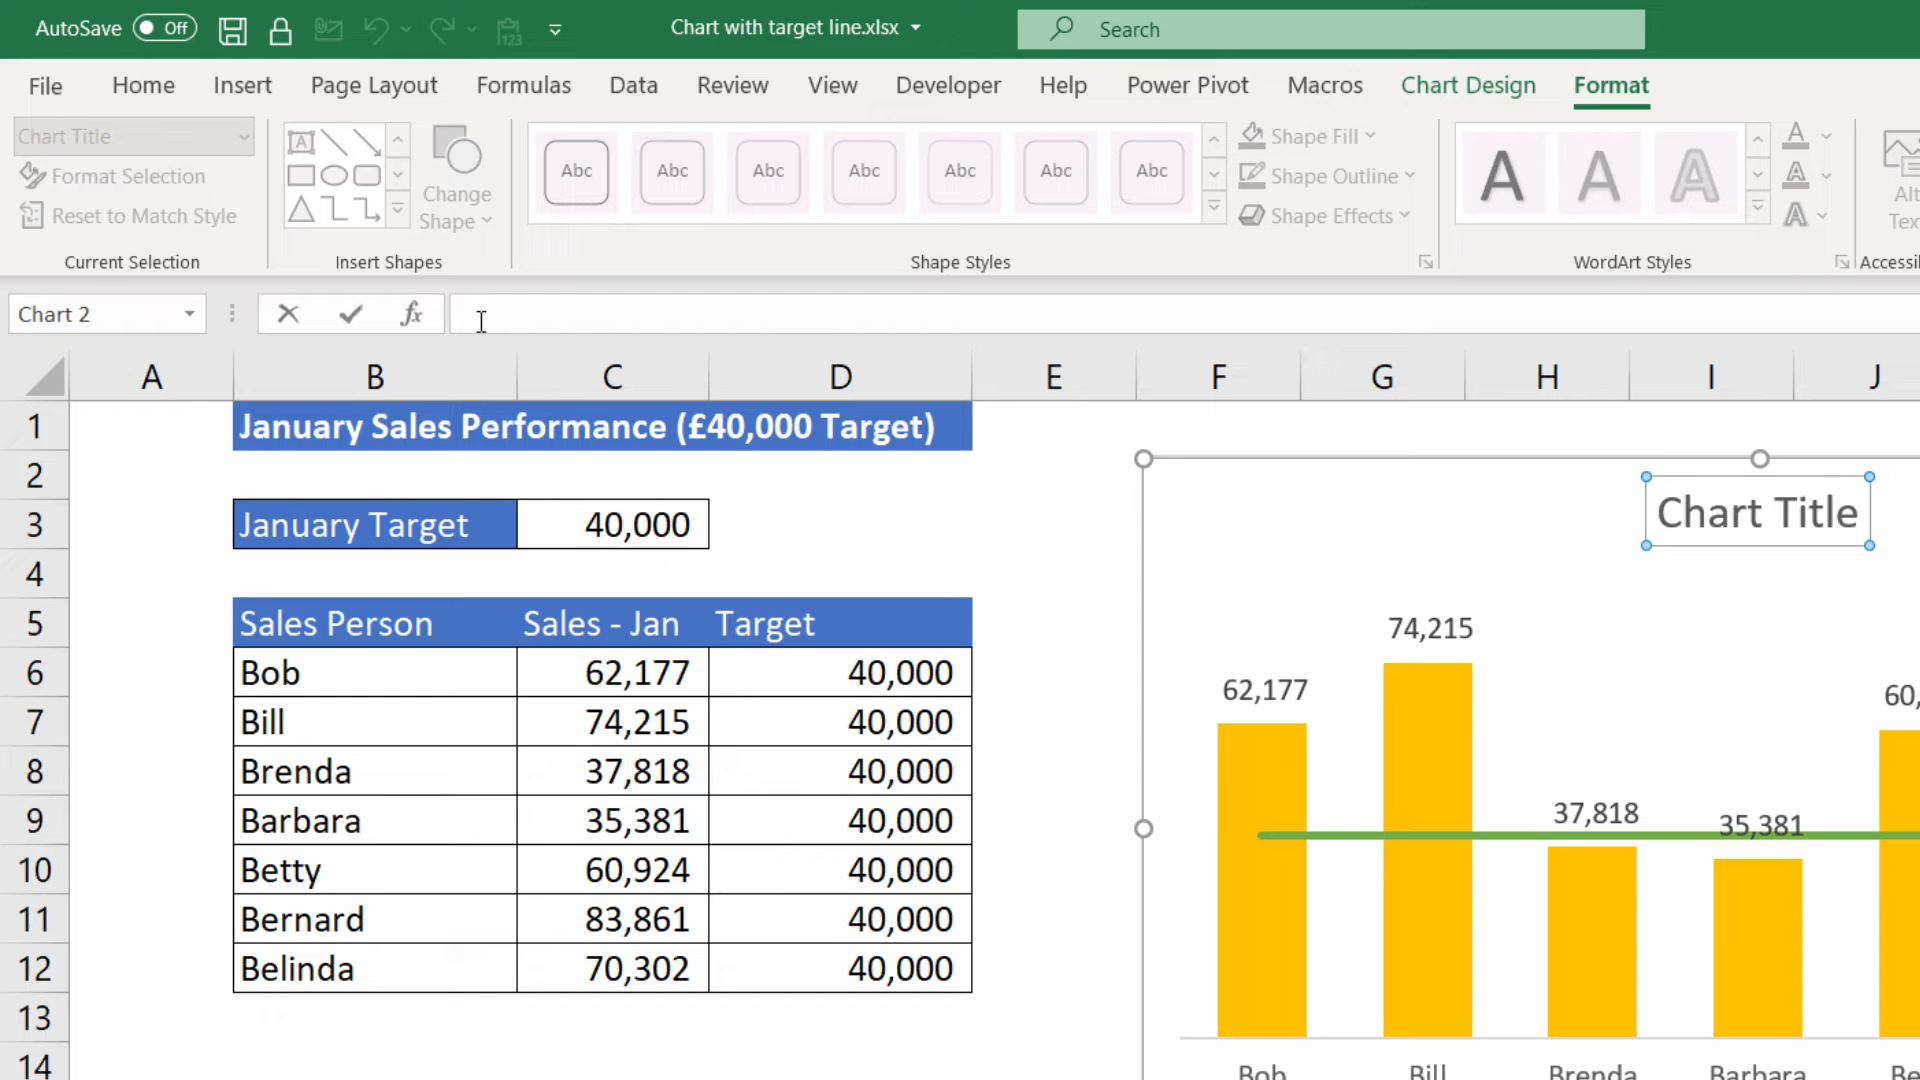 AutoSave Off Chart with target line.xlsx Search
File Home Insert Page Layout Formulas Data Review View Developer Help Power Pivot Macros Chart Design Format
Chart Title
Format Selection
Reset to Match Style
Current Selection
Change
Shape
Insert Shapes
Abc Abc Abc Abc Abc Abc Abc
Shape Styles
Shape Fill
Shape Outline
Shape Effects
A A A
WordArt Styles
Alt
Chart 2 fx
A B C D E F G H I J
1 January Sales Performance (£40,000 Target)
2
3 January Target 40,000
4
5 Sales Person Sales - Jan Target
6 Bob 62,177 40,000
7 Bill 74,215 40,000
8 Brenda 37,818 40,000
9 Barbara 35,381 40,000
10 Betty 60,924 40,000
11 Bernard 83,861 40,000
12 Belinda 70,302 40,000
13
14
Chart Title
74,215
62,177
60,
37,818
35,381
Bob Bill Brenda Barbara Be